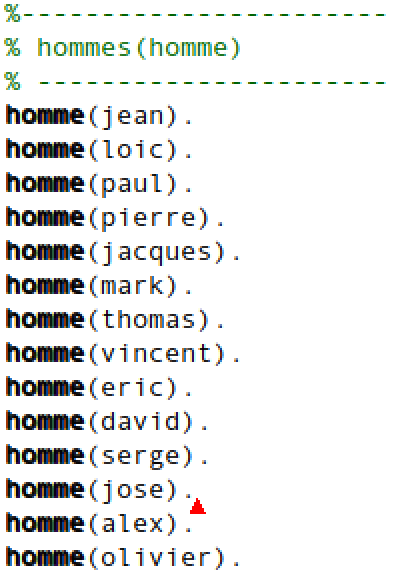 %-----------------------
% hommes(homme)
% ----------------------
homme(jean).
homme(loic).
homme(paul).
homme(pierre).
homme(jacques).
homme(mark).
homme(thomas).
homme(vincent).
homme(eric).
homme(david).
homme(serge).
homme(jose).
homme(alex).
homme(olivier).